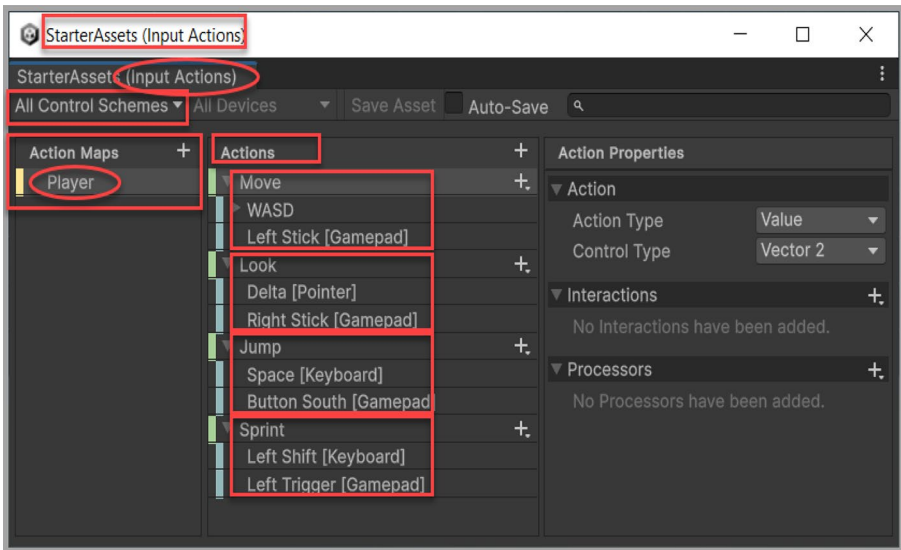 StarterAssets (Input Actions)
StarterAssets (Input Actions)
All Control Schemes All Devices Save Asset Auto-Save
Action Maps +
Player
Actions +
Move
WASD
Left Stick [Gamepad]
Look
Delta [Pointer]
Right Stick [Gamepad]
Jump
Space [Keyboard]
Button South [Gamepad]
Sprint
Left Shift [Keyboard]
Left Trigger [Gamepad]
Action Properties
Action
Action Type Value
Control Type Vector 2
Interactions
No Interactions have been added.
Processors
No Processors have been added.